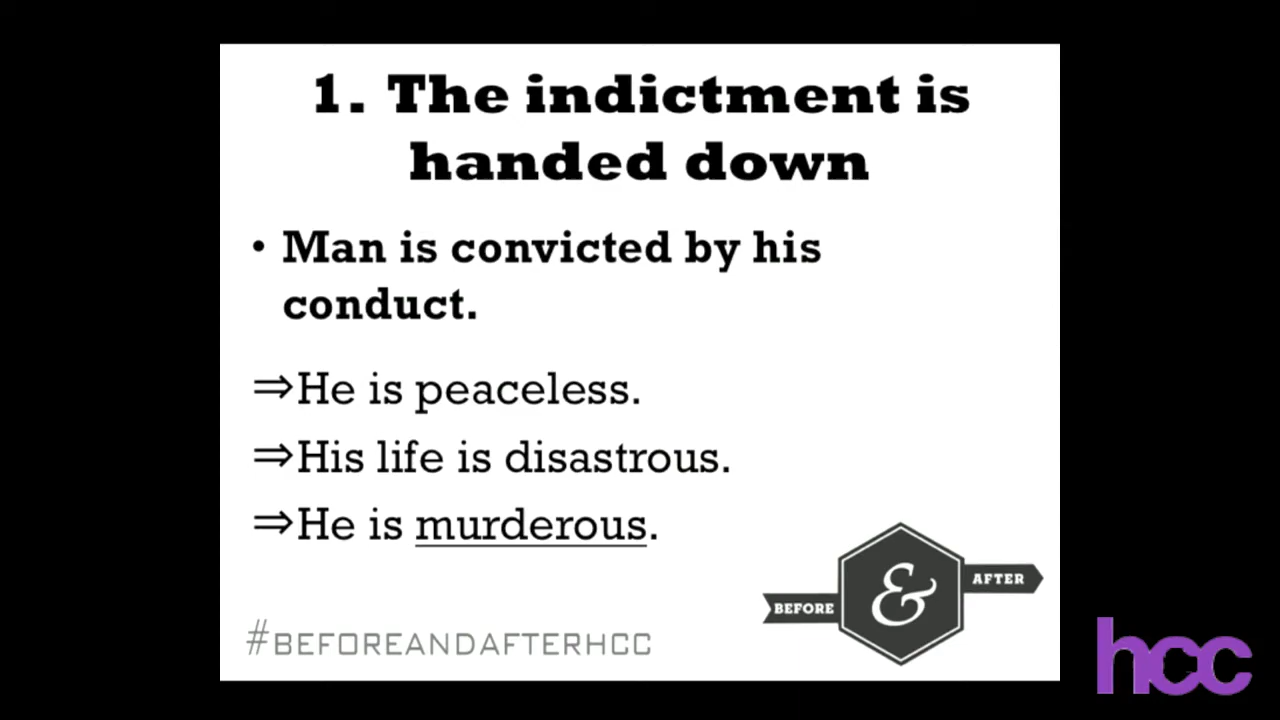 1. The indictment is
handed down
• Man is convicted by his
conduct.
⇒He is peaceless.
⇒His life is disastrous.
⇒He is murderous.
BEFORE & AFTER
#BEFOREANDAFTERHCC
hcc